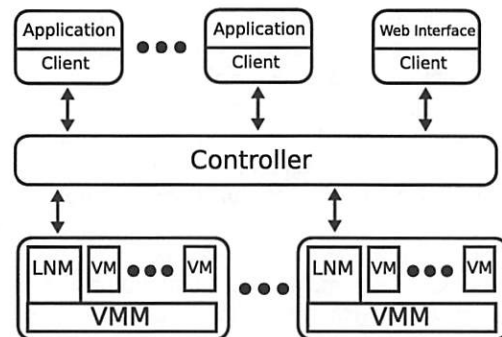 Application
Client
Application
Client
Web Interface
Client
Controller
LNM
VM
VM
VMM
LNM
VM
VM
VMM